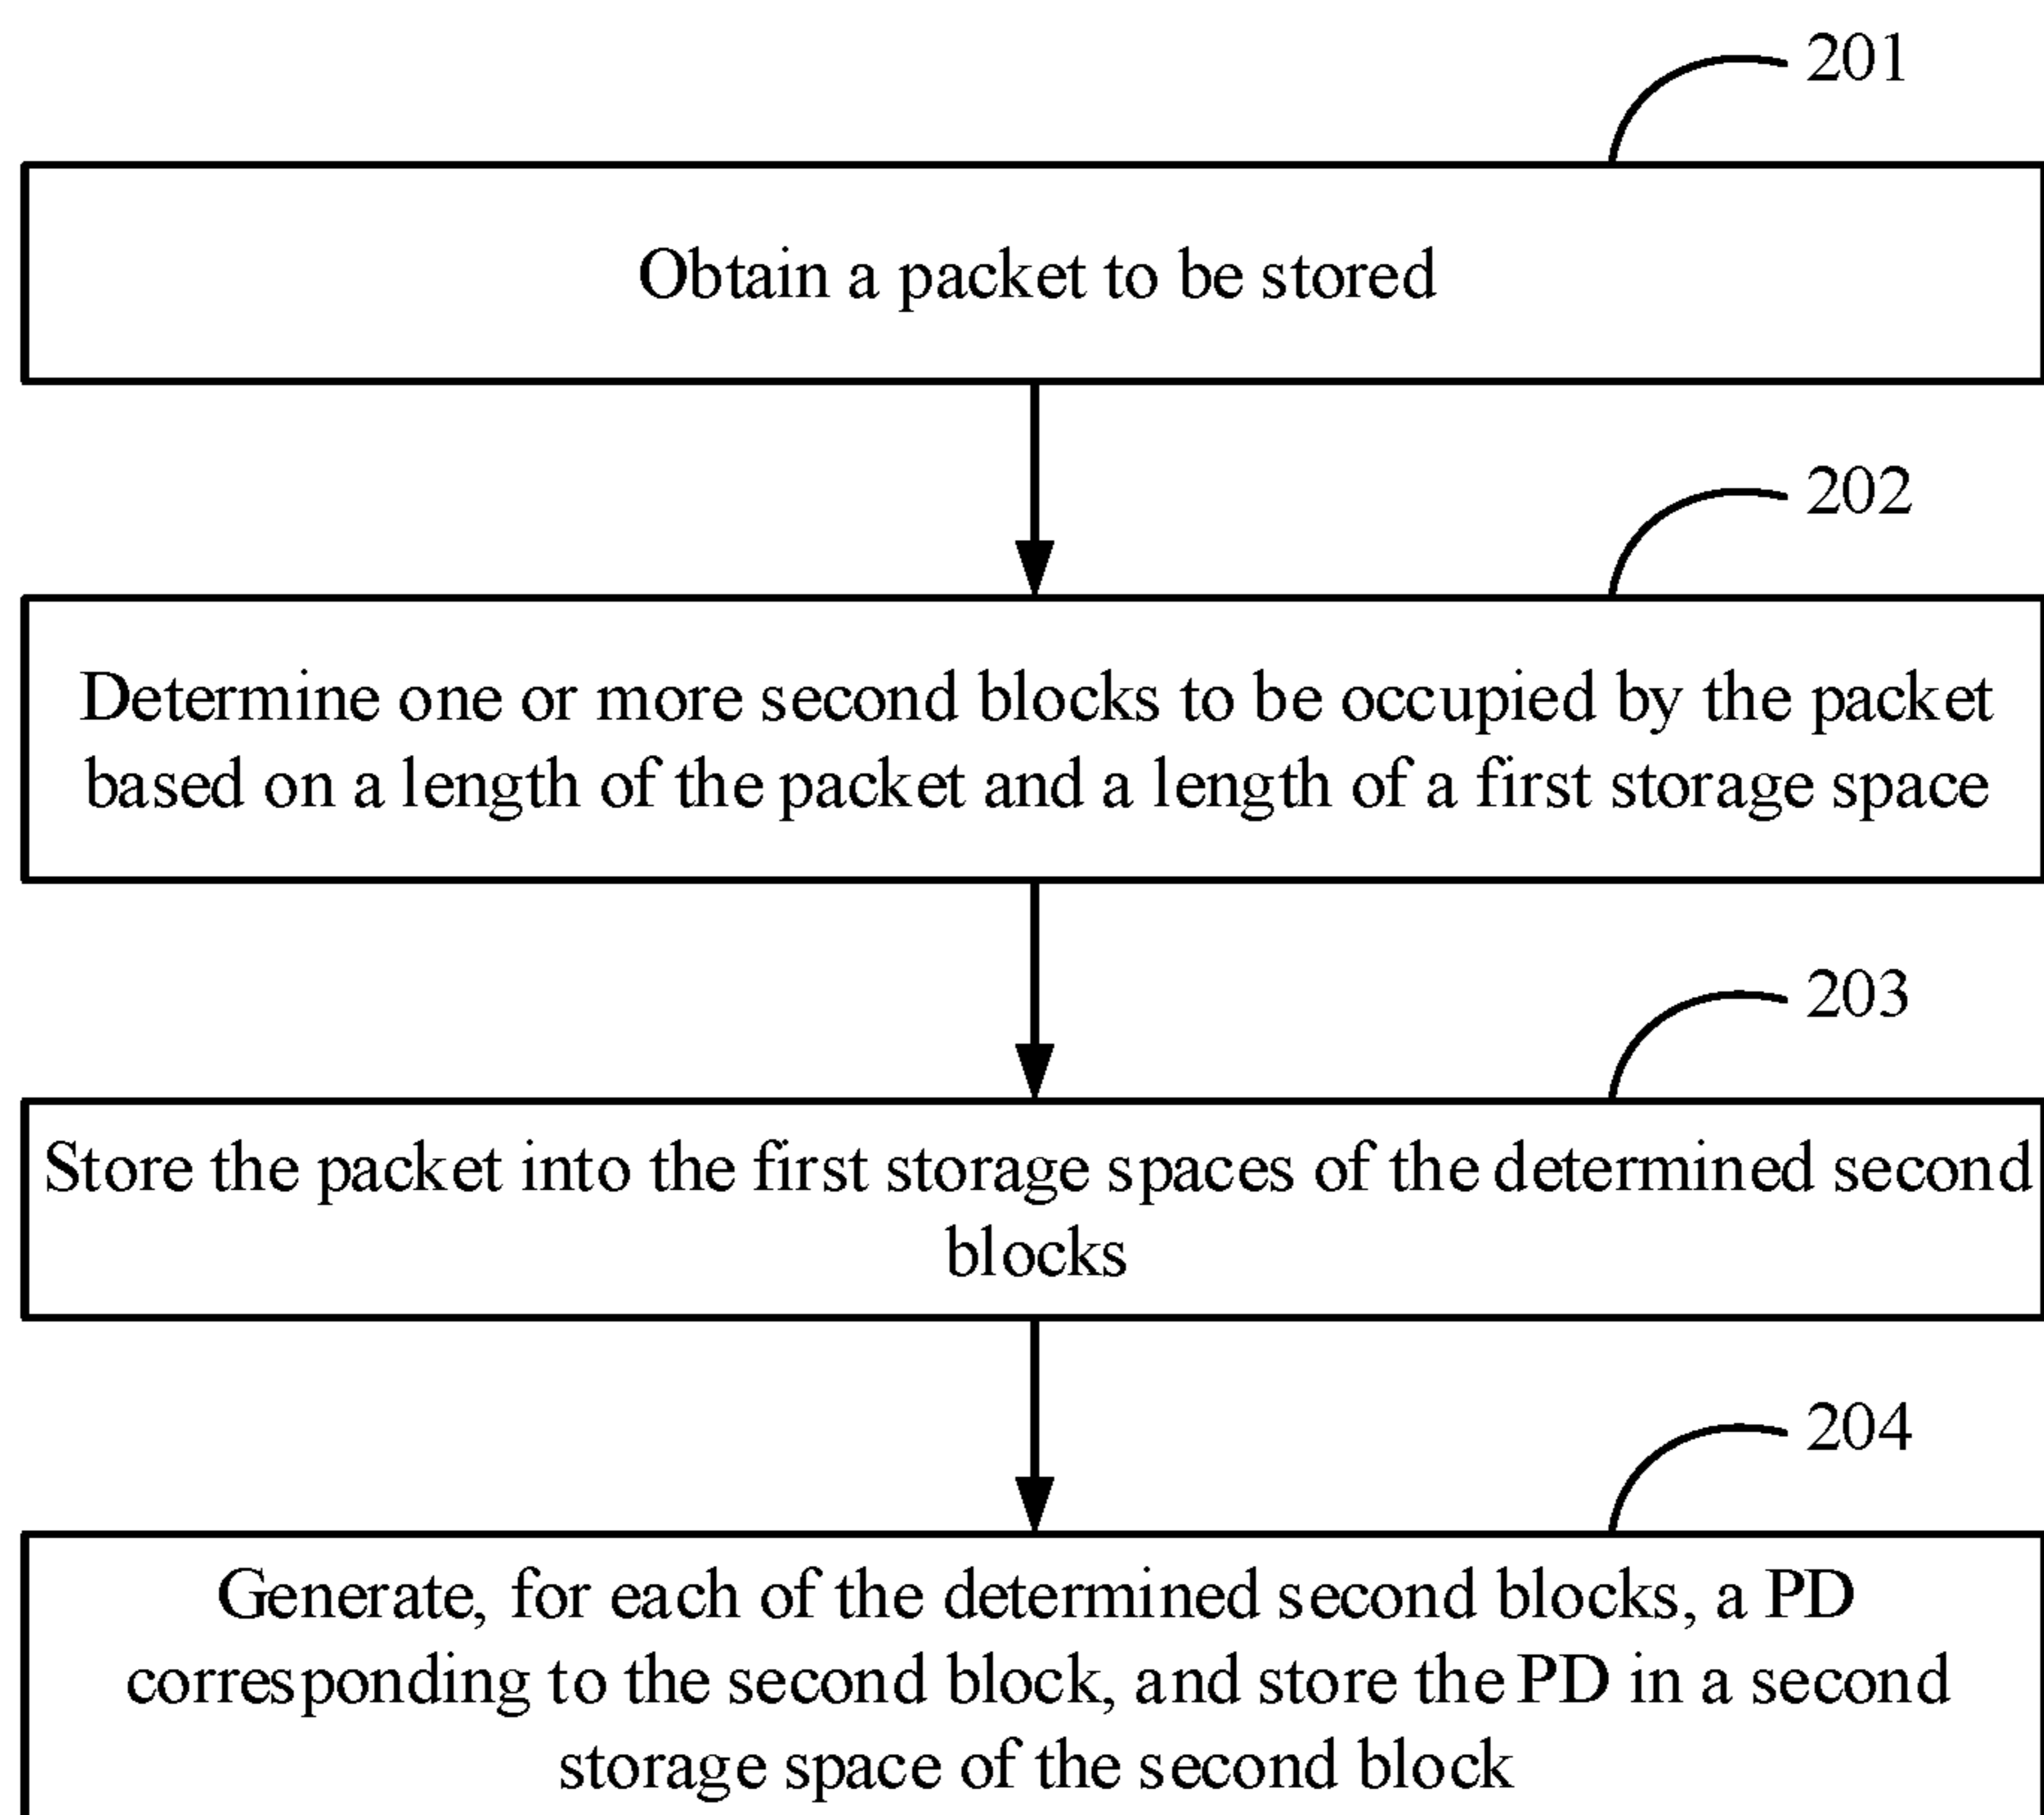 201
Obtain a packet to be stored
202
Determine one or more second blocks to be occupied by the packet
based on a length of the packet and a length of a first storage space
203
Store the packet into the first storage spaces of the determined second
blocks
204
Generate, for each of the determined second blocks, a PD
corresponding to the second block, and store the PD in a second
storage space of the second block